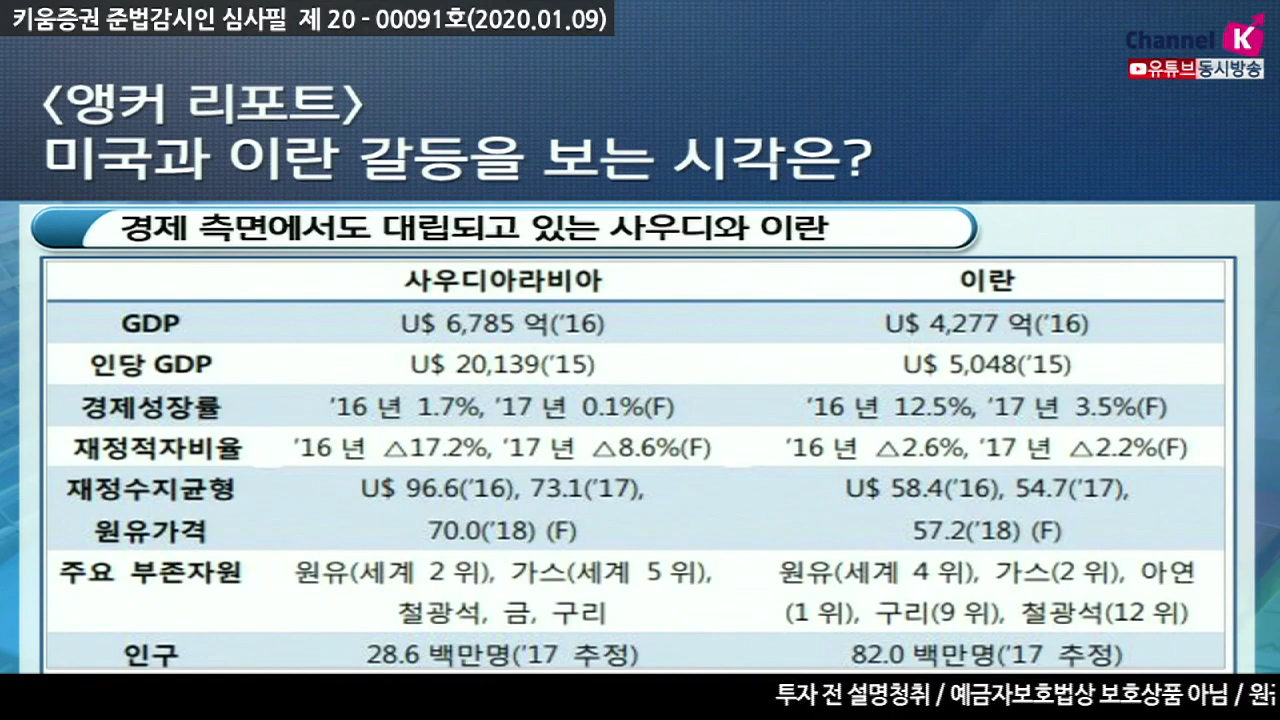 키움증권 준법감시인 심사필 제 20 - 00091호(2020.01.09)
Channel K
유튜브 동시방송
<앵커 리포트>
미국과 이란 갈등을 보는 시각은?
경제 측면에서도 대립되고 있는 사우디와 이란
사우디아라비아 이란
GDP U$ 6,785 억('16) U$ 4,277 억('16)
인당 GDP U$ 20,139('15) U$ 5,048('15)
경제성장률 '16 년 1.7%, '17 년 0.1%(F) '16 년 12.5%, '17 년 3.5%(F)
재정적자비율 '16 년 △17.2%, '17 년 △8.6%(F) '16 년 △2.6%, '17 년 △2.2%(F)
재정수지균형 U$ 96.6('16), 73.1('17), U$ 58.4('16), 54.7('17),
원유가격 70.0('18) (F) 57.2('18) (F)
주요 부존자원 원유(세계 2 위), 가스(세계 5 위), 원유(세계 4 위), 가스(2 위), 아연
철광석, 금, 구리 (1 위), 구리(9 위), 철광석(12 위)
인구 28.6 백만명('17 추정) 82.0 백만명('17 추정)
투자 전 설명청취 / 예금자보호법상 보호상품 아님 /